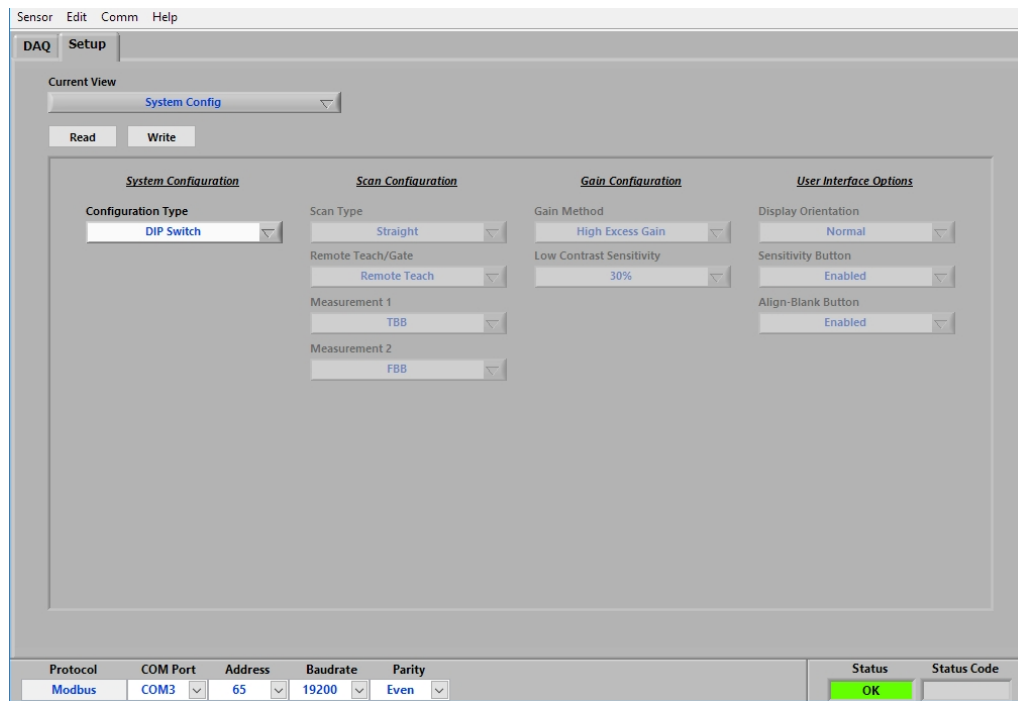 Sensor Edit Comm Help
DAQ Setup
Current View
System Config
Read Write
System Configuration
Configuration Type
DIP Switch
Scan Configuration
Scan Type
Straight
Remote Teach/Gate
Remote Teach
Measurement 1
TBB
Measurement 2
FBB
Gain Configuration
Gain Method
High Excess Gain
Low Contrast Sensitivity
30%
User Interface Options
Display Orientation
Normal
Sensitivity Button
Enabled
Align-Blank Button
Enabled
Protocol COM Port Address Baudrate Parity
Modbus COM3 65 19200 Even
Status Status Code
OK